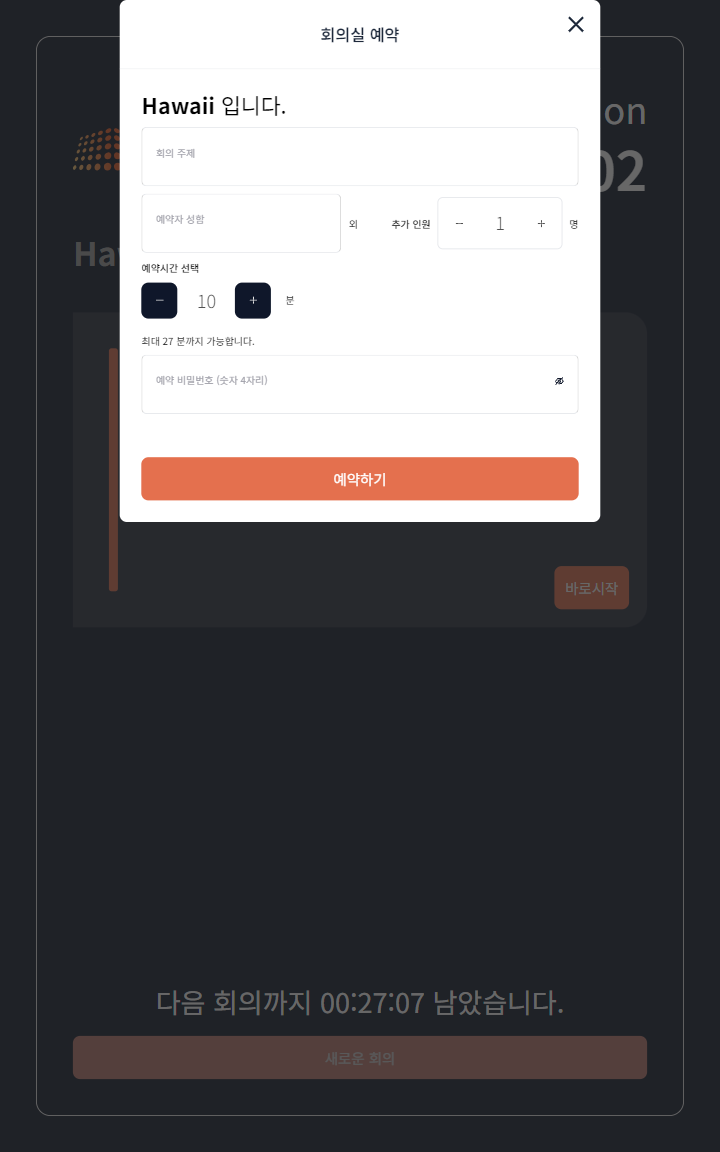 회의실 예약
Hawaii 입니다.
on
회의 주제
02
예약자 성함
외
추가 인원
1
명
Haw
예약시간 선택
10
분
최대 27 분까지 가능합니다.
예약 비밀번호 (숫자 4자리)
예약하기
바로시작
다음 회의까지 00:27:07 남았습니다.
새로운 회의